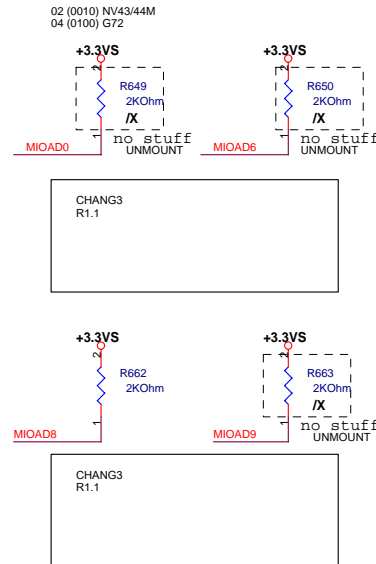 02 (0010) NV43/44M
04 (0100) G72
+3.3VS
+3.3VS
2
2
R649
R650
2KOhm
2KOhm
/X
/X
1
1
no stuff
no stuff
MIOAD0
UNMOUNT
MIOAD6
UNMOUNT
CHANG3
R1.1
+3.3VS
+3.3VS
2
2
R662
R663
2KOhm
2KOhm
/X
1
1
no stuff
MIOAD8
MIOAD9
UNMOUNT
CHANG3
R1.1